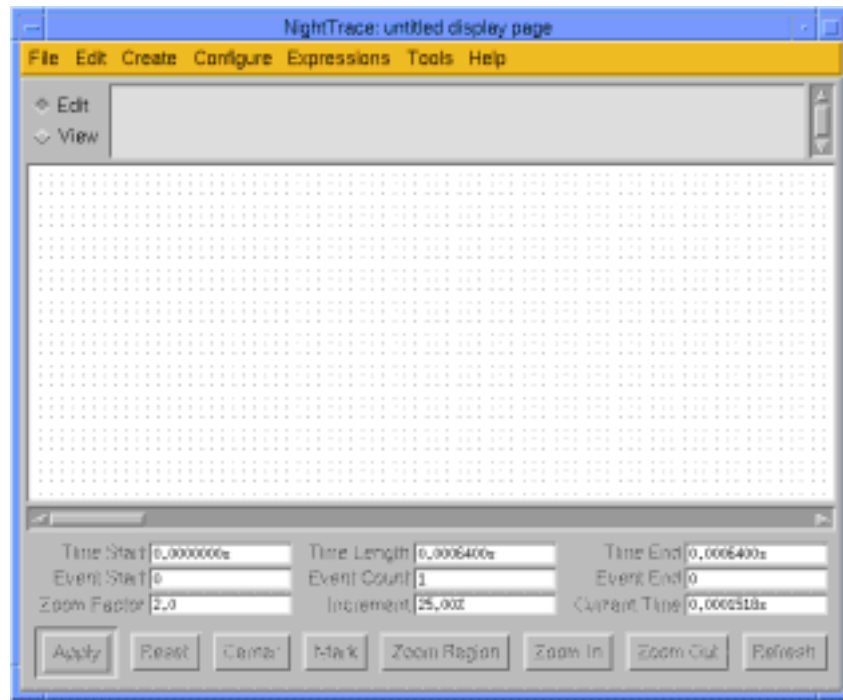 NightTrace: untitled display page
File Edit Create Configure Expressions Tools Help
Edit
View
Time Start 0.0000000s Time Length 0.0006400s Time End 0.0006400s
Event Start 0 Event Count 1 Event End 0
Zoom Factor 2.0 Increment 25.00% Current Time
Apply Reset Center Mark Zoom Region Zoom In Zoom Out Refresh